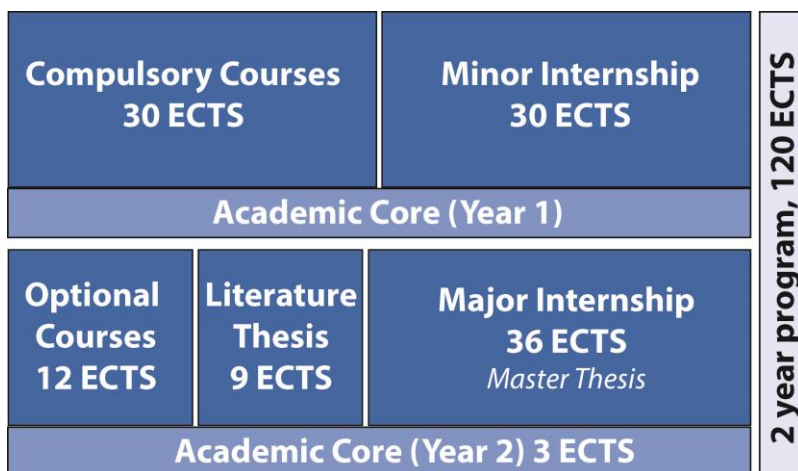 Compulsory Courses
30 ECTS
Minor Internship
30 ECTS
Academic Core (Year 1)
Optional
Courses
12 ECTS
Literature
Thesis
9 ECTS
Major Internship
36 ECTS
Master Thesis
Academic Core (Year 2) 3 ECTS
2 year program, 120 ECTS